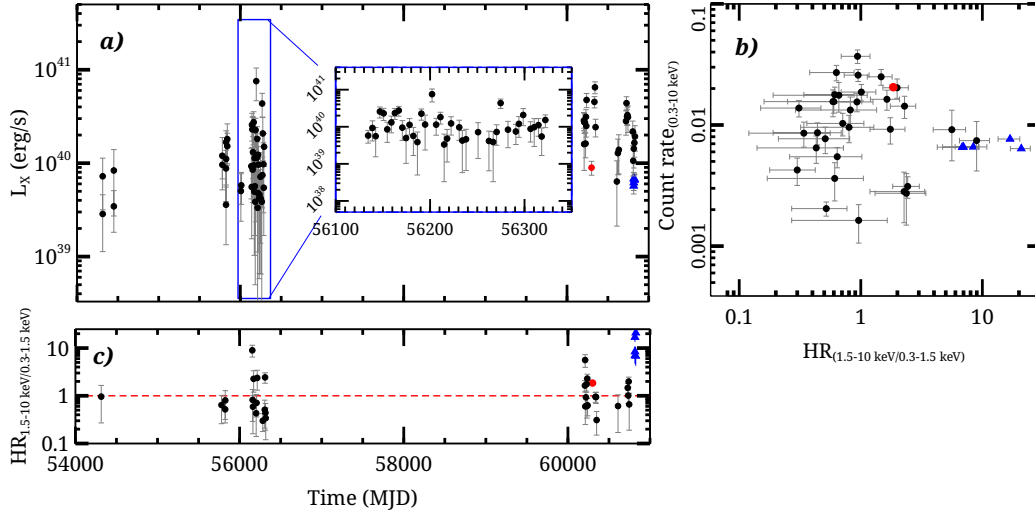 a)
L_X (erg/s)
10^41
10^40
10^39
10^41
10^40
10^39
10^38
56100
56200
56300
b)
Count rate_(0.3-10 keV)
0.1
0.01
0.001
0.1
1
10
HR_(1.5-10 keV/0.3-1.5 keV)
c)
HR_1.5-10 keV/0.3-1.5 keV)
10
1
0.1
54000
56000
58000
60000
Time (MJD)